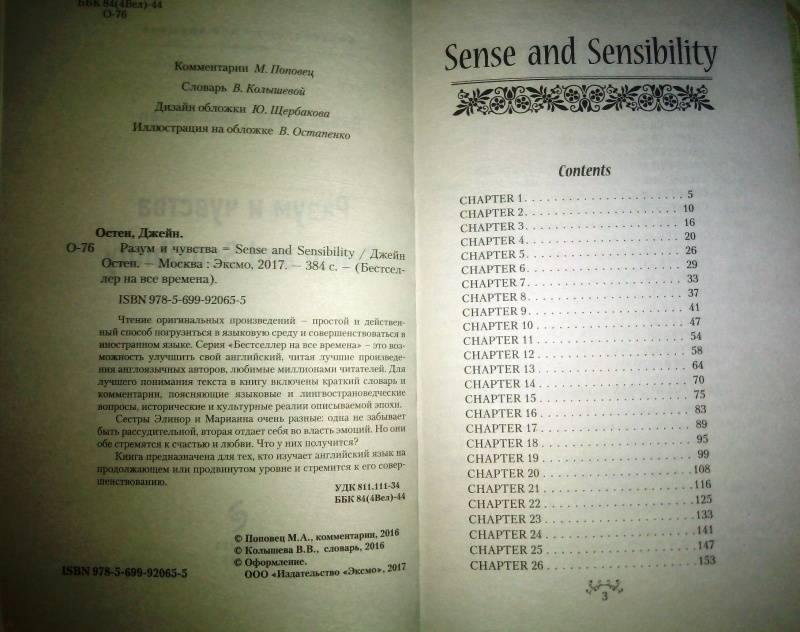 ББК 84(4Вел)-44
О-76
Комментарии М. Поповец
Словарь В. Колышевой
Дизайн обложки Ю. Щербакова
Иллюстрация на обложке В. Остапенко
Разум и чувства
Остен, Джейн.
О-76 Разум и чувства = Sense and Sensibility / Джейн
Остен. — Москва : Эксмо, 2017. — 384 с. — (Бестсел-
лер на все времена).
ISBN 978-5-699-92065-5
Чтение оригинальных произведений – простой и действен-
ный способ погрузиться в языковую среду и совершенствоваться в
иностранном языке. Серия «Бестселлер на все времена» – это воз-
можность улучшить свой английский, читая лучшие произведе-
ния англоязычных авторов, любимые миллионами читателей. Для
лучшего понимания текста в книгу включены краткий словарь и
комментарии, поясняющие языковые и лингвострановедческие
вопросы, исторические и культурные реалии описываемой эпохи.
Сестры Элинор и Марианна очень разные: одна не забывает
быть рассудительной, вторая отдает себя во власть эмоций. Но они
обе стремятся к счастью и любви. Что у них получится?
Книга предназначена для тех, кто изучает английский язык на
продолжающем или продвинутом уровне и стремится к его совер-
шенствованию.
УДК 811.111-34
ББК 84(4Вел)-44
© Поповец М.А., комментарии, 2016
© Колышева В.В., словарь, 2016
© Оформление.
ООО «Издательство «Эксмо», 2017
ISBN 978-5-699-92065-5
Sense and Sensibility
Contents
CHAPTER 1 . . . . . 5
CHAPTER 2 . . . . . 10
CHAPTER 3 . . . . . 16
CHAPTER 4 . . . . . 20
CHAPTER 5 . . . . . 26
CHAPTER 6 . . . . . 29
CHAPTER 7 . . . . . 33
CHAPTER 8 . . . . . 37
CHAPTER 9 . . . . . 41
CHAPTER 10 . . . . . 47
CHAPTER 11 . . . . . 54
CHAPTER 12 . . . . . 58
CHAPTER 13 . . . . . 64
CHAPTER 14 . . . . . 70
CHAPTER 15 . . . . . 75
CHAPTER 16 . . . . . 83
CHAPTER 17 . . . . . 89
CHAPTER 18 . . . . . 95
CHAPTER 19 . . . . . 99
CHAPTER 20 . . . . . 108
CHAPTER 21 . . . . . 116
CHAPTER 22 . . . . . 125
CHAPTER 23 . . . . . 133
CHAPTER 24 . . . . . 141
CHAPTER 25 . . . . . 147
CHAPTER 26 . . . . . 153
3